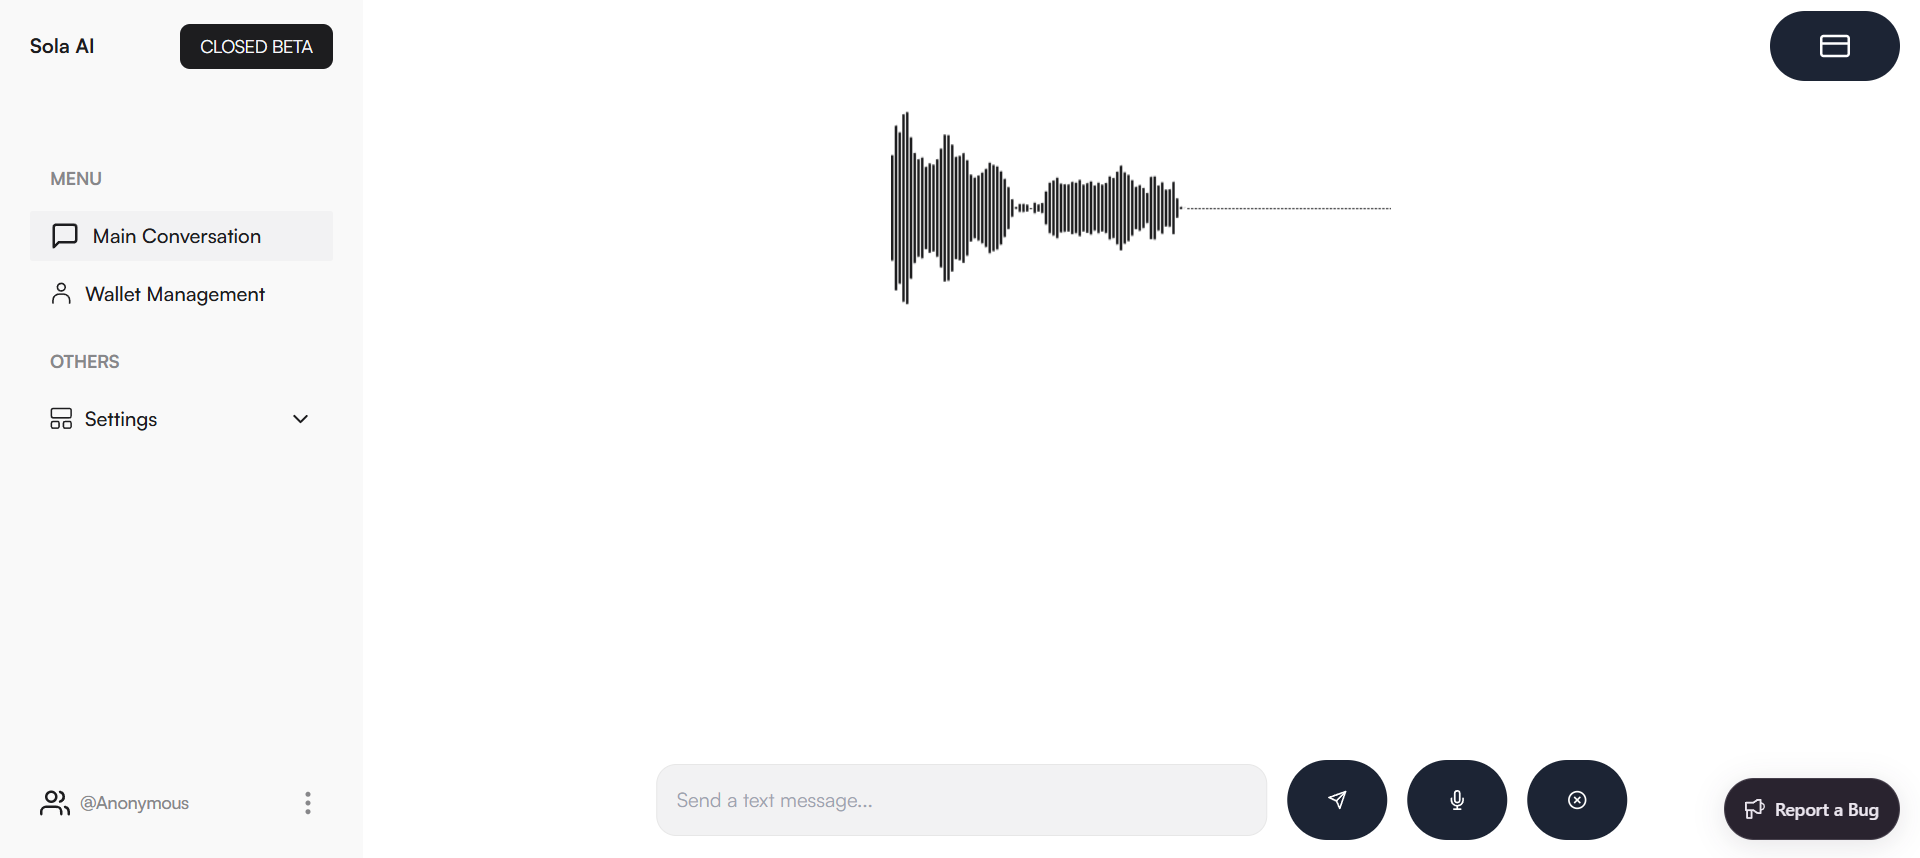 Sola AI
CLOSED BETA
MENU
Main Conversation
Wallet Management
OTHERS
Settings
@Anonymous
Send a text message...
Report a Bug